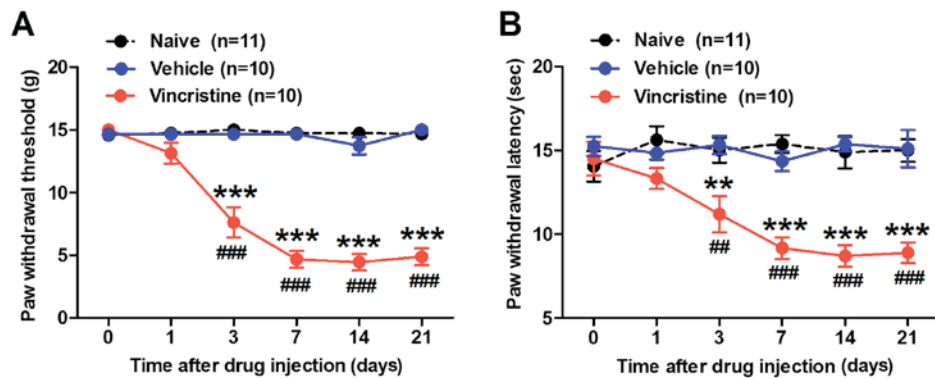 A
Naive (n=11)
Vehicle (n=10)
Vincristine (n=10)
Paw withdrawal threshold (g)
20
15
10
5
0
***
***
***
***
###
###
###
###
0 1 3 7 14 21
Time after drug injection (days)
B
Naive (n=11)
Vehicle (n=10)
Vincristine (n=10)
Paw withdrawal latency (sec)
20
15
10
5
**
***
***
***
##
###
###
###
0 1 3 7 14 21
Time after drug injection (days)